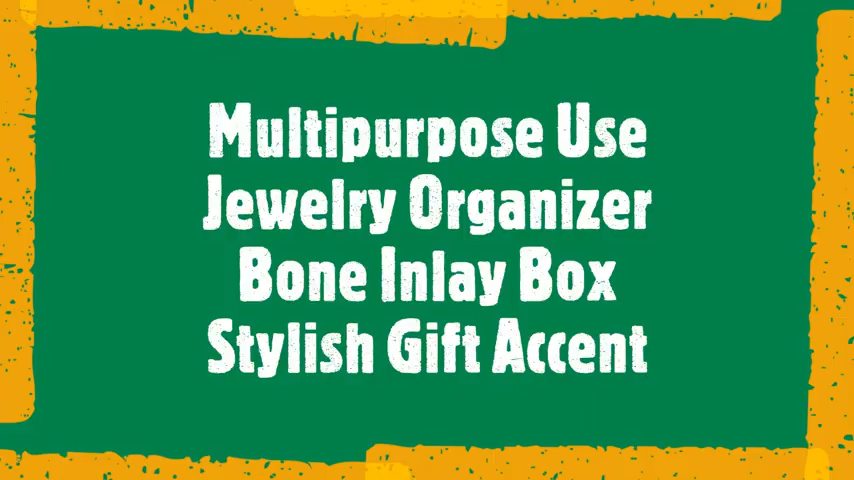 Multipurpose Use
Jewelry Organizer
Bone Inlay Box
Stylish Gift Accent